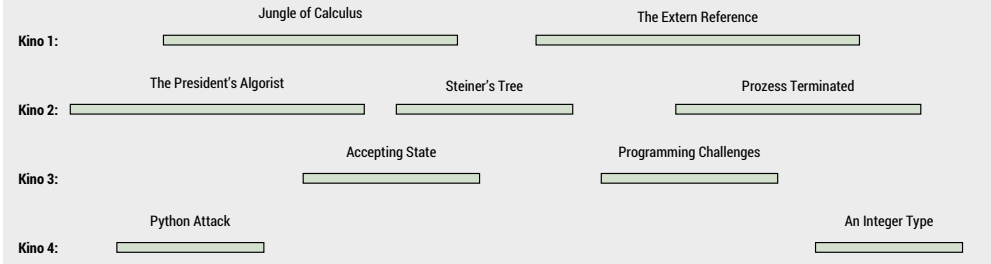 Jungle of Calculus
The Extern Reference
Kino 1:
The President's Algorist
Steiner's Tree
Prozess Terminated
Kino 2:
Accepting State
Programming Challenges
Kino 3:
Python Attack
An Integer Type
Kino 4: